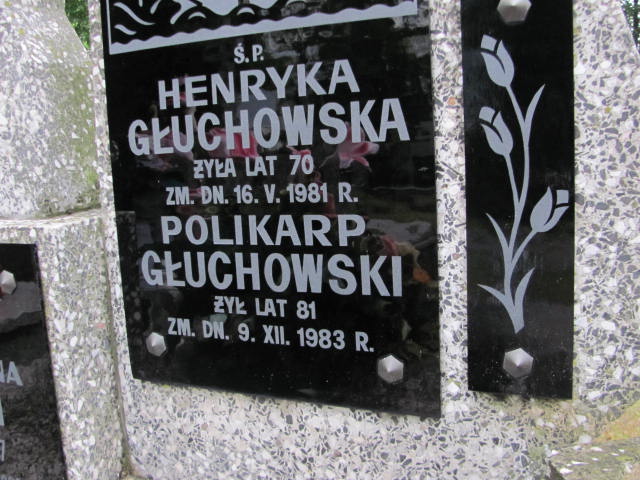 Ś.P.
HENRYKA
GŁUCHOWSKA
ŻYŁA LAT 70
ZM. DN. 16. V. 1981 R.
POLIKARP
GŁUCHOWSKI
ŻYŁ LAT 81
ZM. DN. 9. XII. 1983 R.